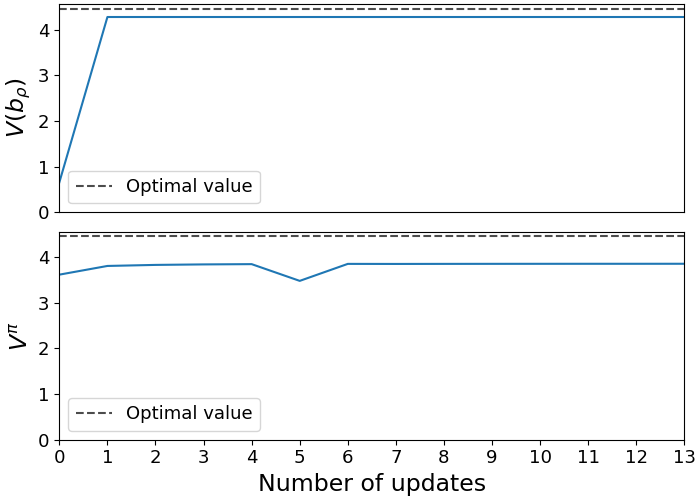 4
3
2
1
0
V(b_ρ)
Optimal value
4
3
2
1
0
V^π
Optimal value
0 1 2 3 4 5 6 7 8 9 10 11 12 13
Number of updates